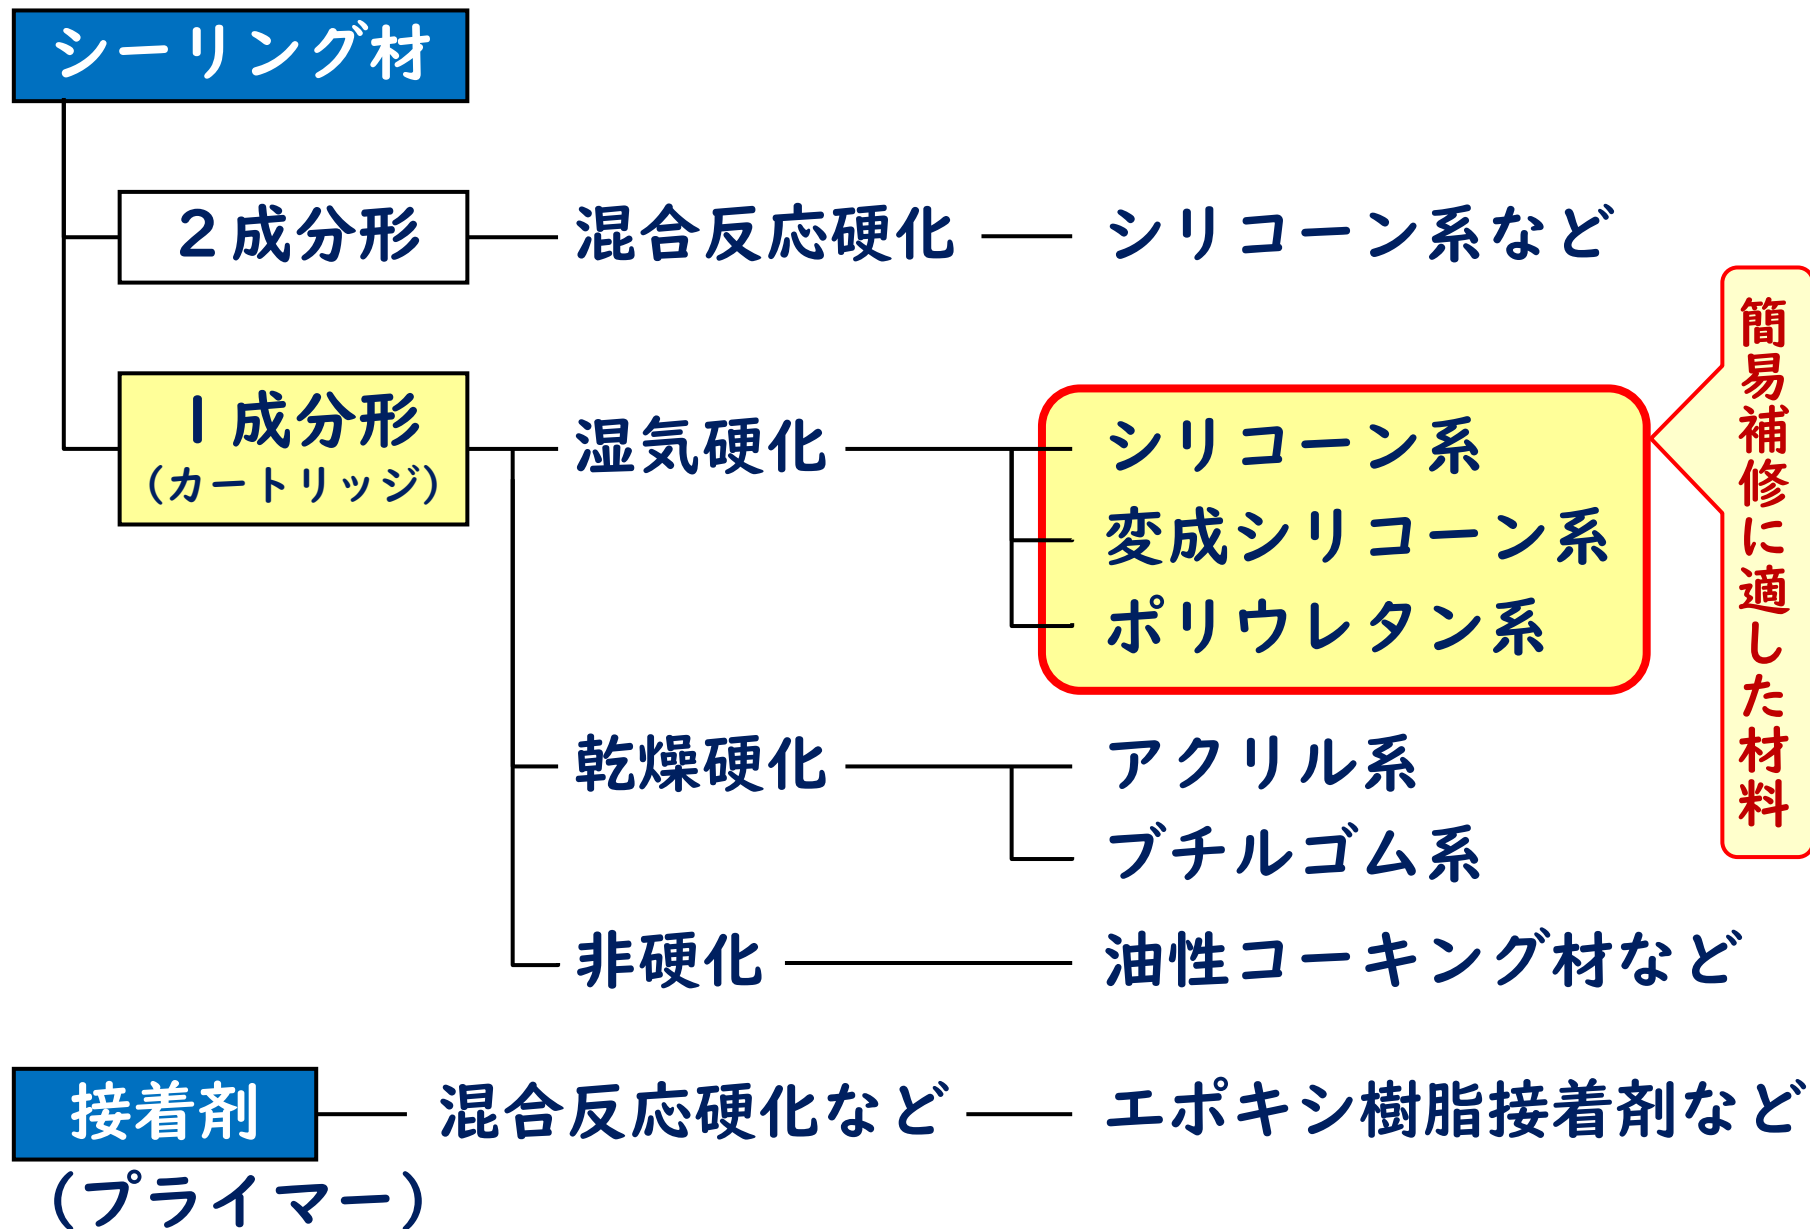 シーリング材
２成分形 混合反応硬化 シリコーン系など
１成分形 湿気硬化 シリコーン系
（カートリッジ）
変成シリコーン系
ポリウレタン系
簡易補修に適した材料
乾燥硬化 アクリル系
ブチルゴム系
非硬化 油性コーキング材など
接着剤 混合反応硬化など エポキシ樹脂接着剤など
（プライマー）